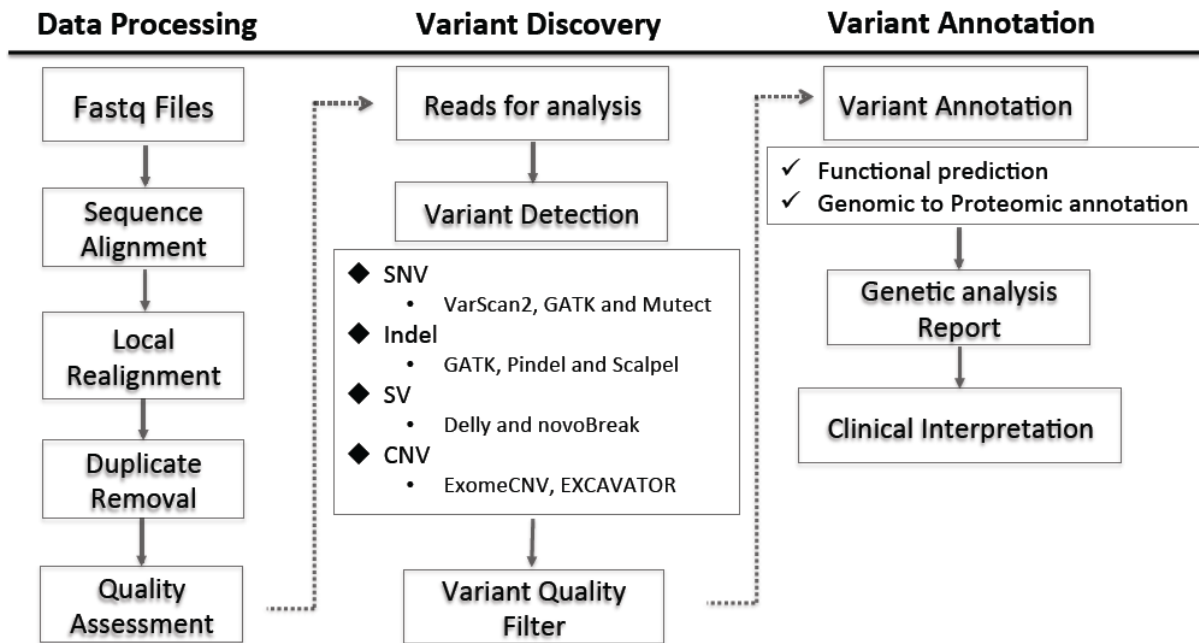 Data Processing
Variant Discovery
Variant Annotation
Fastq Files
Sequence
Alignment
Local
Realignment
Duplicate
Removal
Quality
Assessment
Reads for analysis
Variant Detection
◆ SNV
• VarScan2, GATK and Mutect
◆ Indel
• GATK, Pindel and Scalpel
◆ SV
• Delly and novoBreak
◆ CNV
• ExomeCNV, EXCAVATOR
Variant Quality
Filter
Variant Annotation
✓ Functional prediction
✓ Genomic to Proteomic annotation
Genetic analysis
Report
Clinical Interpretation